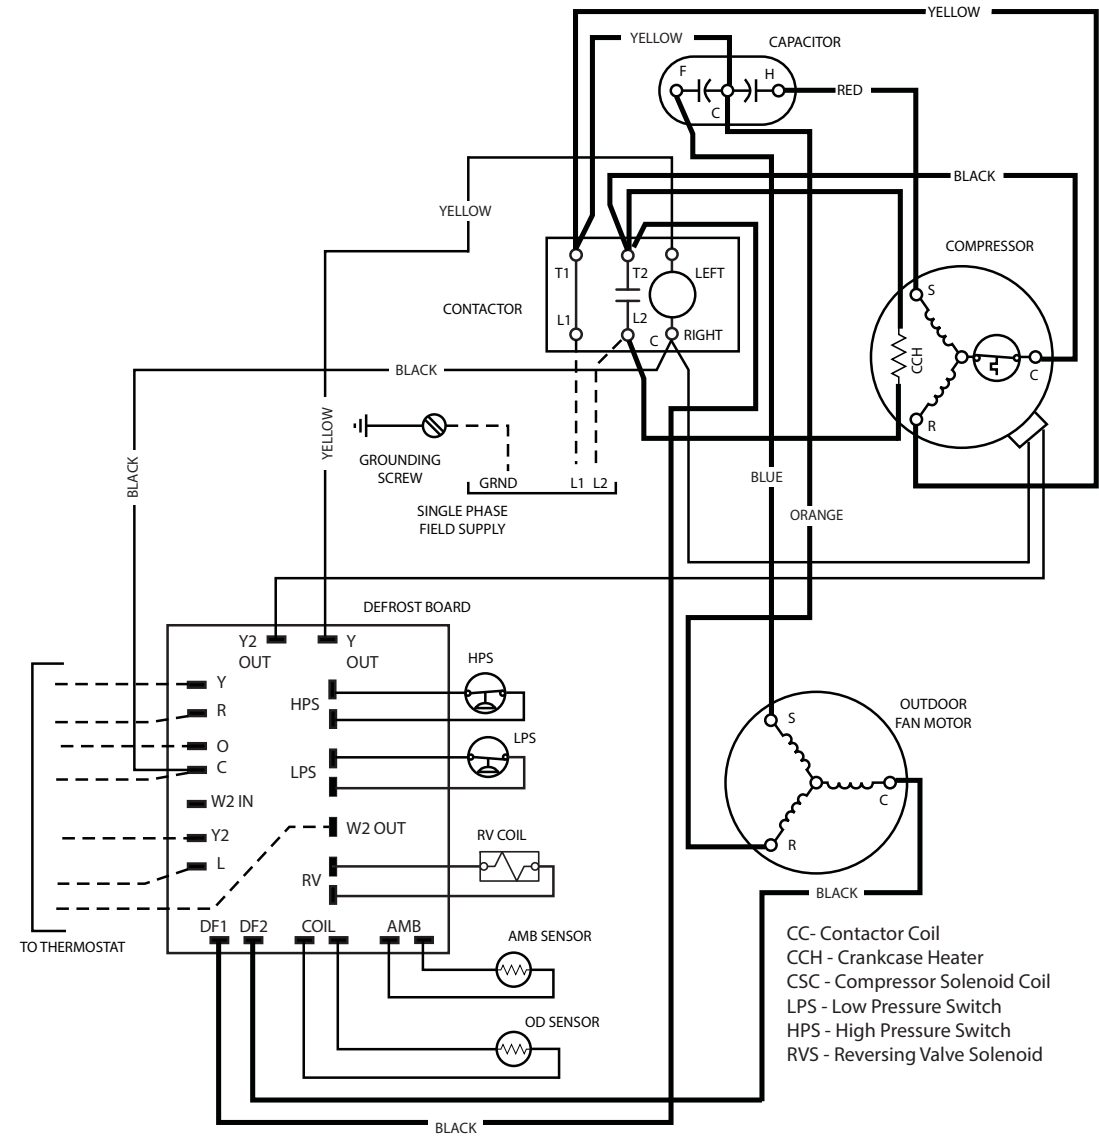 YELLOW
YELLOW
CAPACITOR
F
H
C
RED
BLACK
YELLOW
COMPRESSOR
T1
T2
LEFT
S
CONTACTOR
L1
L2
C
RIGHT
CCH
C
BLACK
R
YELLOW
GROUNDING
SCREW
BLACK
GRND
L1
L2
BLUE
SINGLE PHASE
FIELD SUPPLY
ORANGE
DEFROST BOARD
Y2
OUT
Y
OUT
HPS
Y
HPS
R
OUTDOOR
FAN MOTOR
S
O
LPS
C
LPS
W2 IN
C
Y2
W2 OUT
RV COIL
R
L
RV
BLACK
DF1
DF2
COIL
AMB
TO THERMOSTAT
AMB SENSOR
OD SENSOR
CC- Contactor Coil
CCH - Crankcase Heater
CSC - Compressor Solenoid Coil
LPS - Low Pressure Switch
HPS - High Pressure Switch
RVS - Reversing Valve Solenoid
BLACK